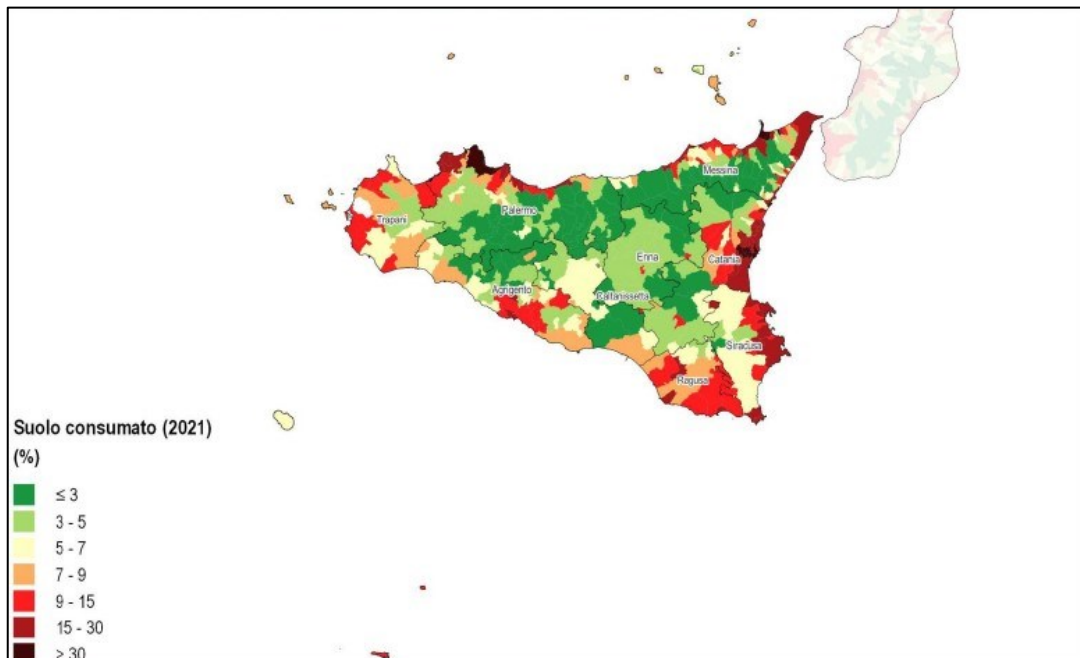 Messina
Palermo
Trapani
Enna
Catania
Agrigento
Caltanissetta
Siracusa
Ragusa
Suolo consumato (2021)
(%)
≤ 3
3 - 5
5 - 7
7 - 9
9 - 15
15 - 30
> 30